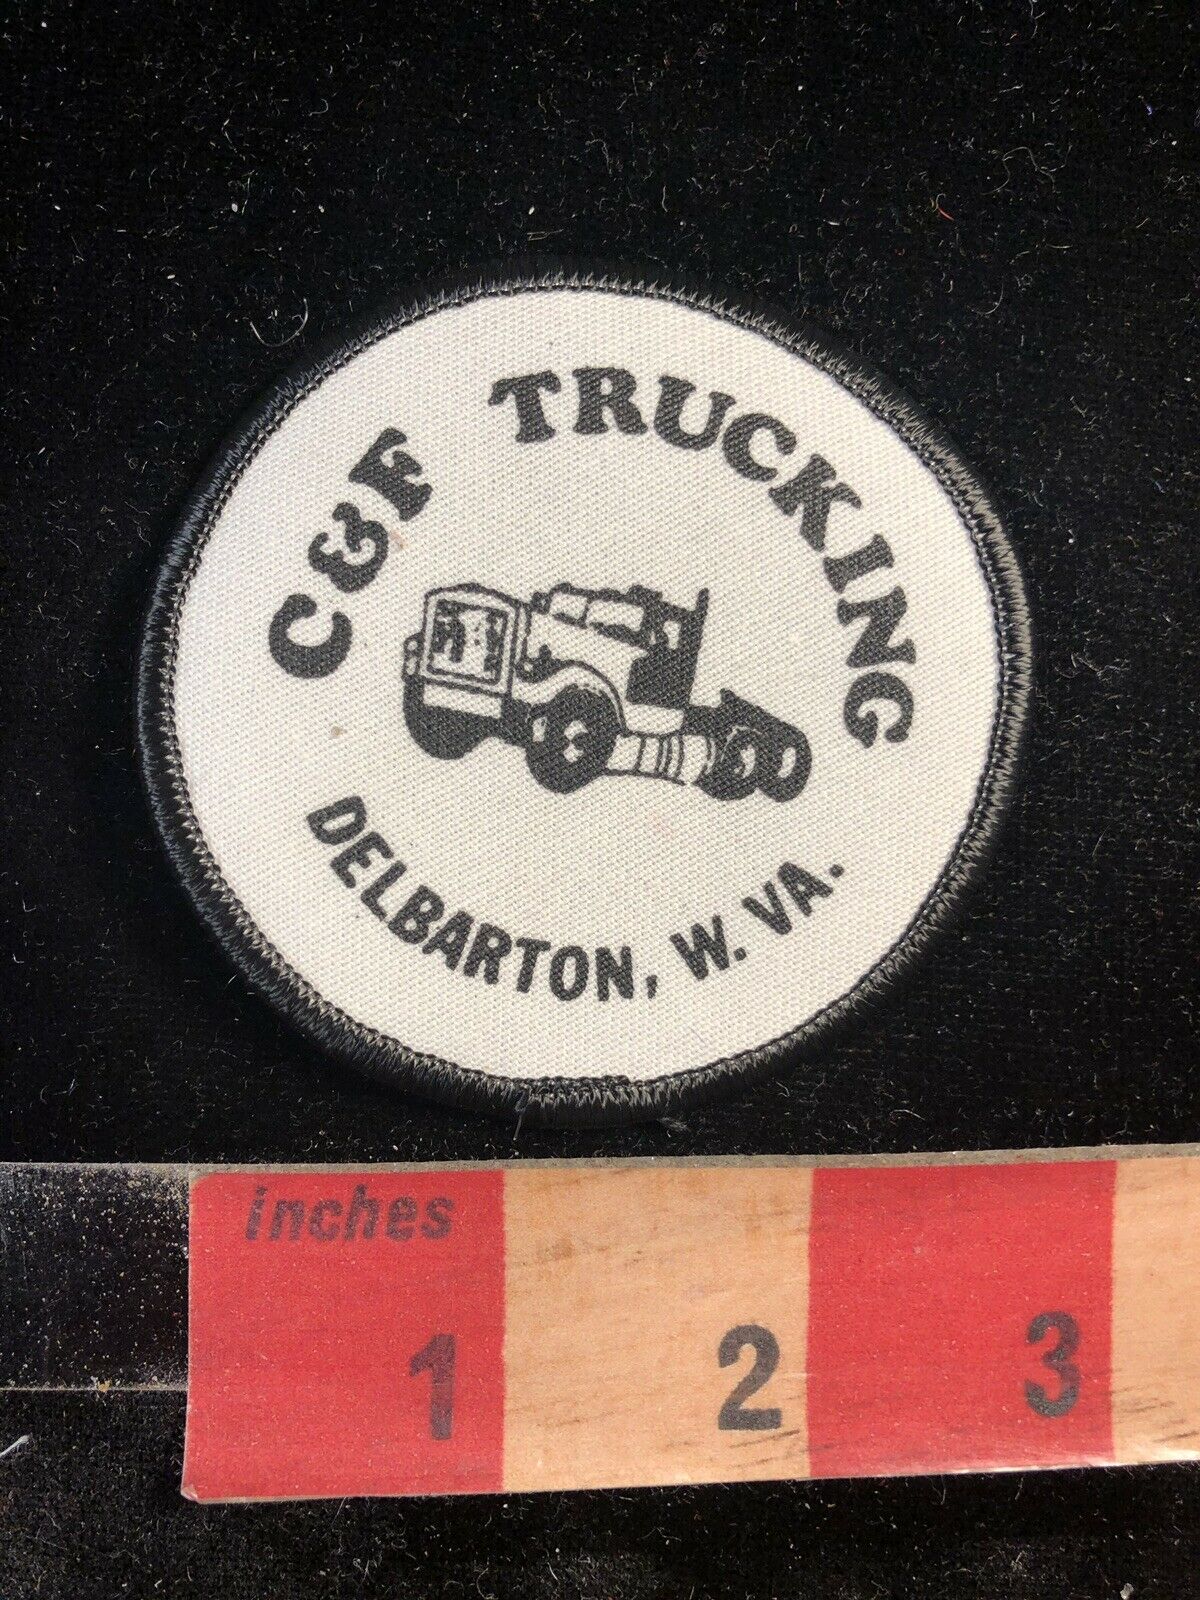 C&F TRUCKING
DELBARTON, W. VA.
inches
1 2 3